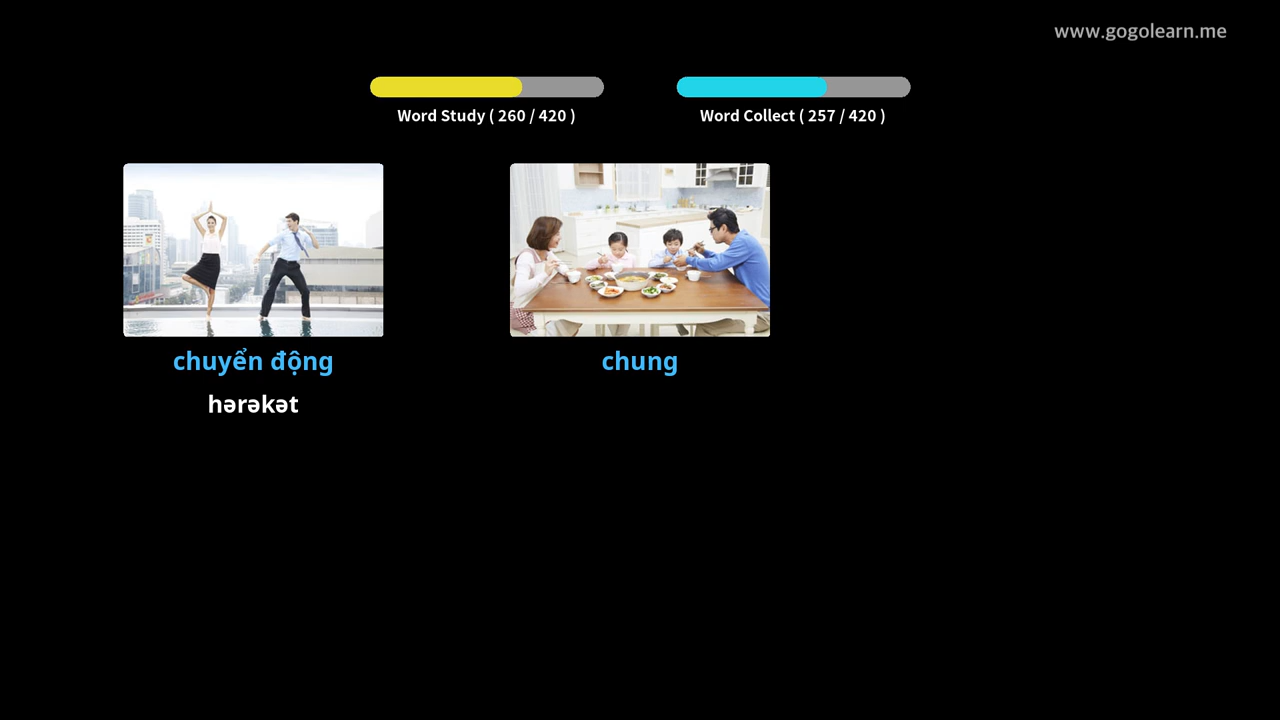 www.gogolearn.me
Word Study ( 260 / 420 )
Word Collect ( 257 / 420 )
chuyển động
hərəkət
chung